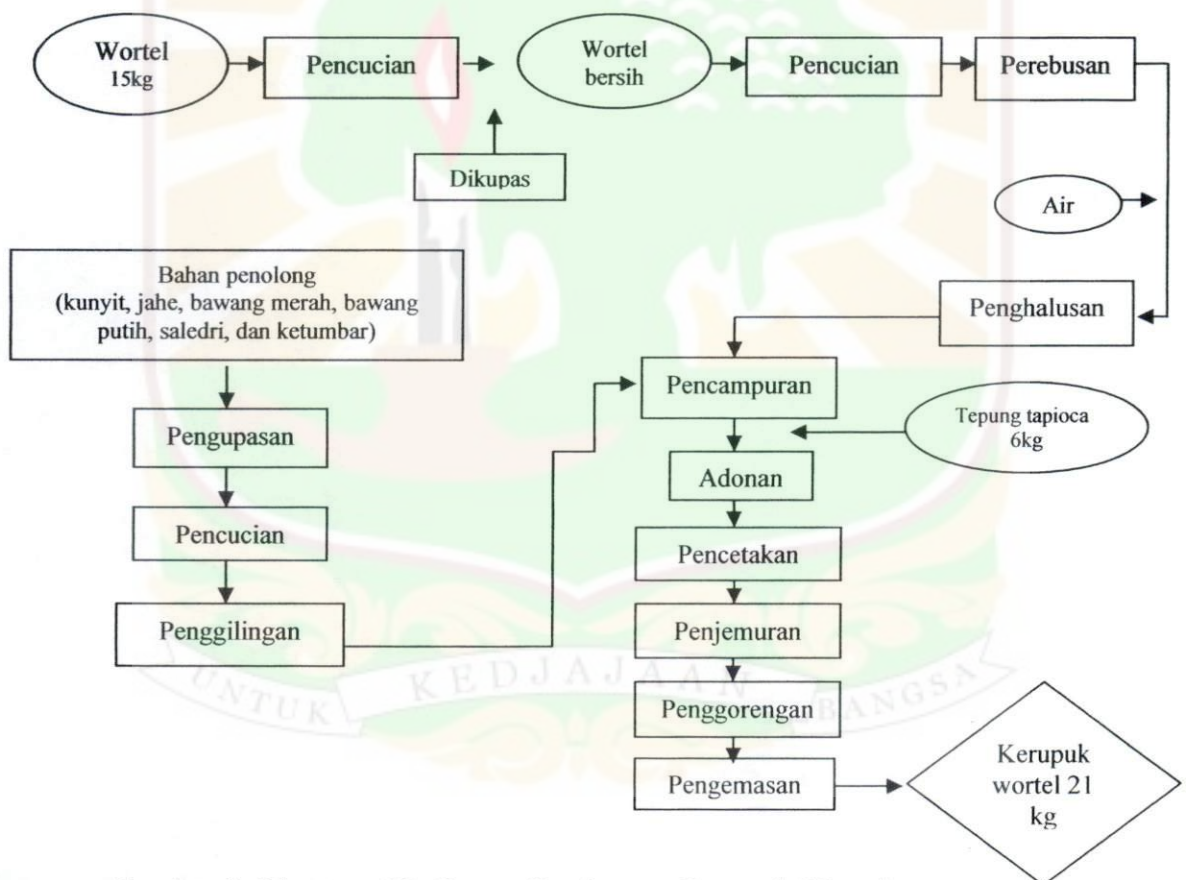 Wortel
15kg
Pencucian
Wortel
bersih
Pencucian
Perebusan
Dikupas
Air
Bahan penolong
(kunyit, jahe, bawang merah, bawang
putih, saledri, dan ketumbar)
Penghalusan
Pengupasan
Pencampuran
Tepung tapioca
6kg
Pencucian
Adonan
Pencetakan
Penggilingan
Penjemuran
UNTUK KEDJAJAAN BANGSA
Penggorengan
Pengemasan
Kerupuk
wortel 21
kg